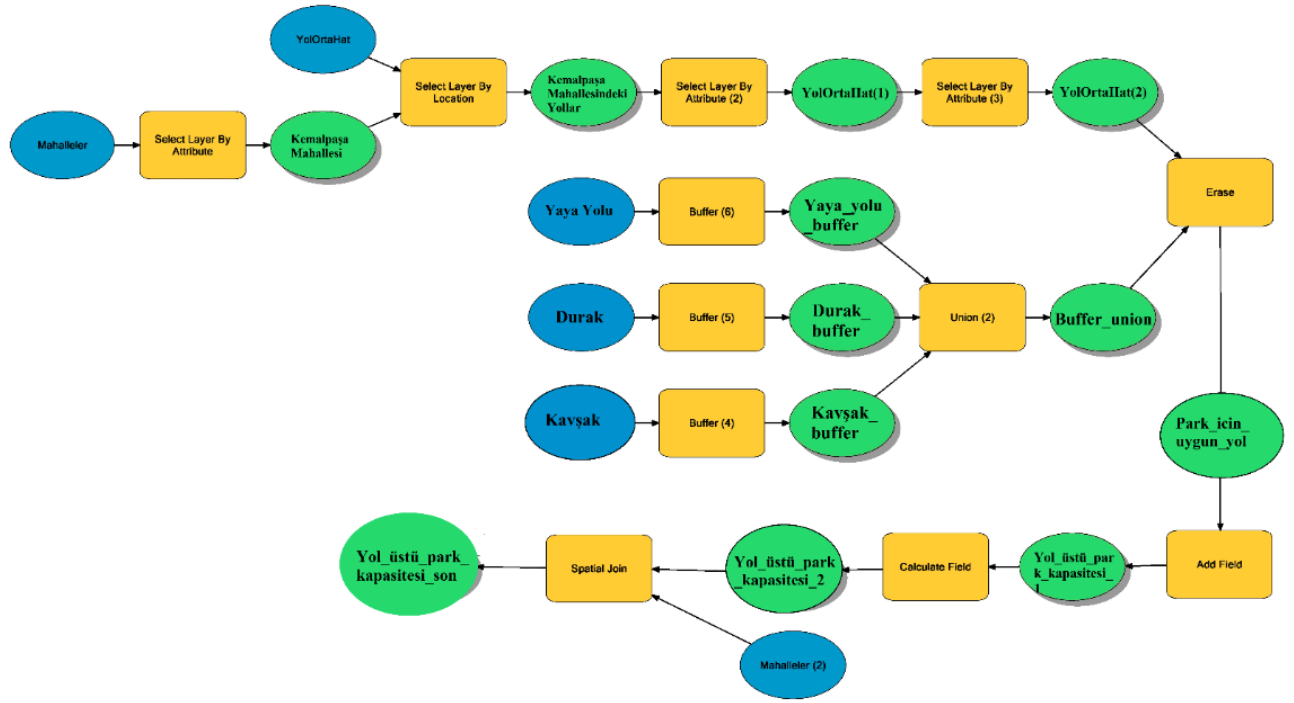 YolOrtaHat
Select Layer By
Location
Kemalpaşa
Mahallesindeki
Yollar
Select Layer By
Attribute (2)
YolOrtaHat(1)
Select Layer By
Attribute (3)
YolOrtaHat(2)
Mahalleler
Select Layer By
Attribute
Kemalpaşa
Mahallesi
Erase
Yaya Yolu
Buffer (6)
Yaya_yolu
_buffer
Durak
Buffer (5)
Durak_
buffer
Union (2)
Buffer_union
Kavşak
Buffer (4)
Kavşak_
buffer
Park_icin_
uygun_yol
Yol_üstü_park_
kapasitesi_son
Spatial Join
Yol_üstü_park
_kapasitesi_2
Calculate Field
Yol_üstü_par
k_kapasitesi_
1
Add Field
Mahalleler (2)